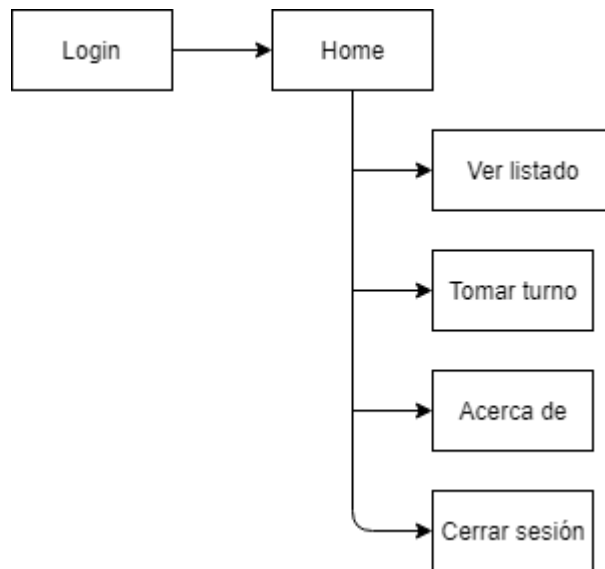 Login
Home
Ver listado
Tomar turno
Acerca de
Cerrar sesión